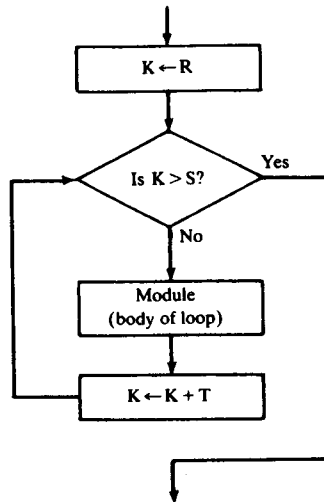 K ← R
Is K > S?
Yes
No
Module
(body of loop)
K ← K + T